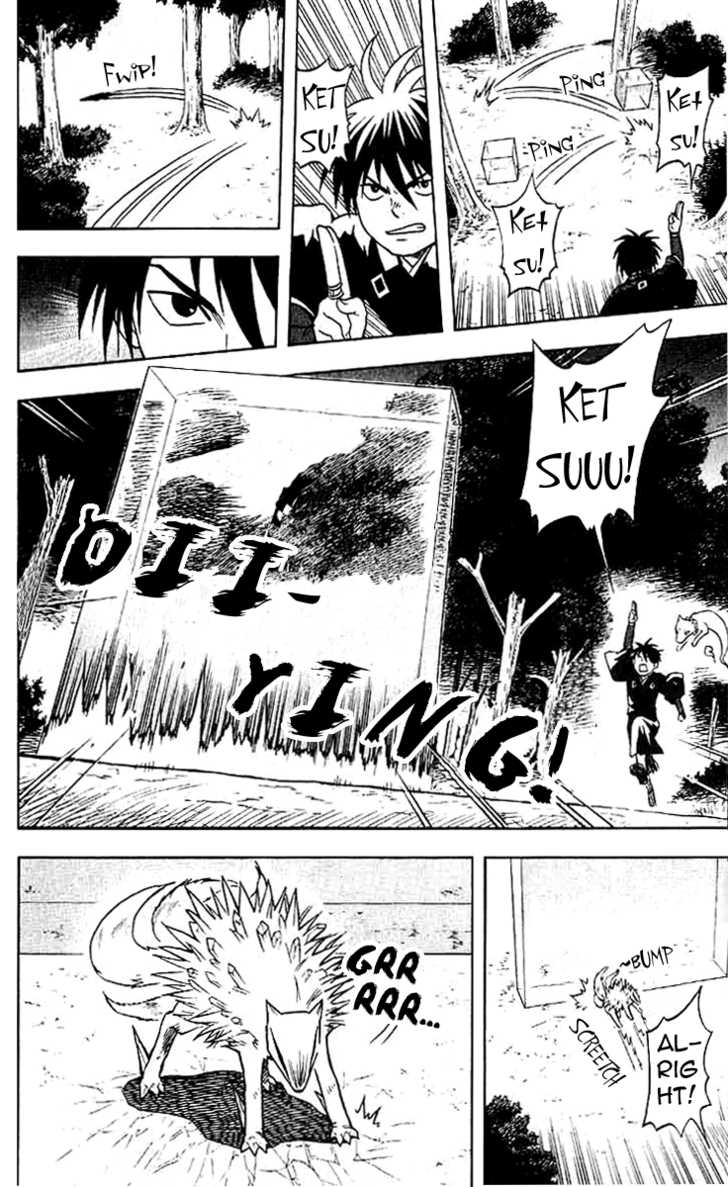 PING
KET
SU!
-PING
KET
SU!
KET
SU!
FWIP!
KET
SUUU!
DII-
YING!
~BUMP
SCREETCH
AL-
RIG
HT!
GRR
RRR...